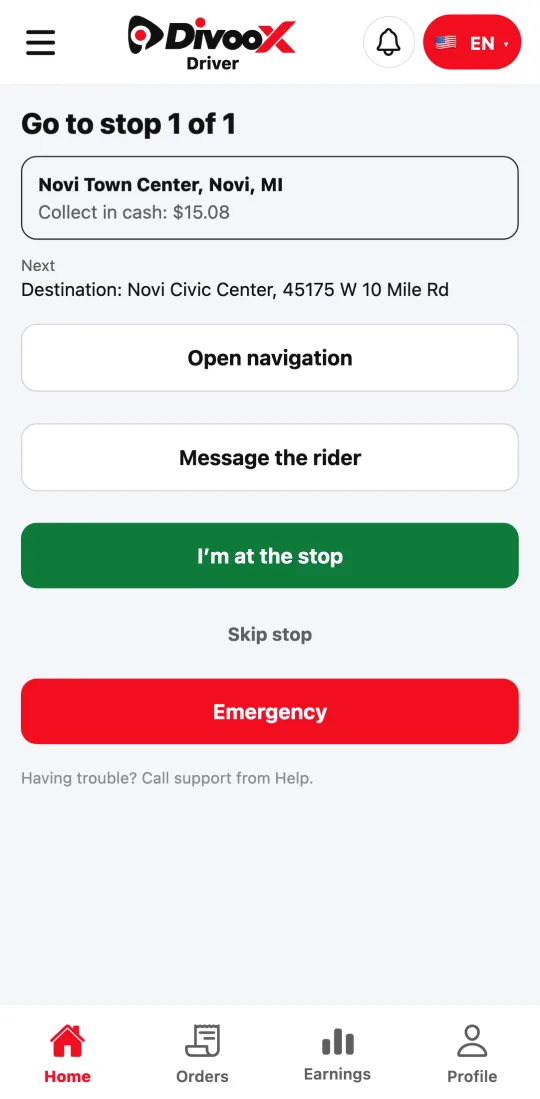 DivooX
Driver
EN
Go to stop 1 of 1
Novi Town Center, Novi, MI
Collect in cash: $15.08
Next
Destination: Novi Civic Center, 45175 W 10 Mile Rd
Open navigation
Message the rider
I’m at the stop
Skip stop
Emergency
Having trouble? Call support from Help.
Home
Orders
Earnings
Profile